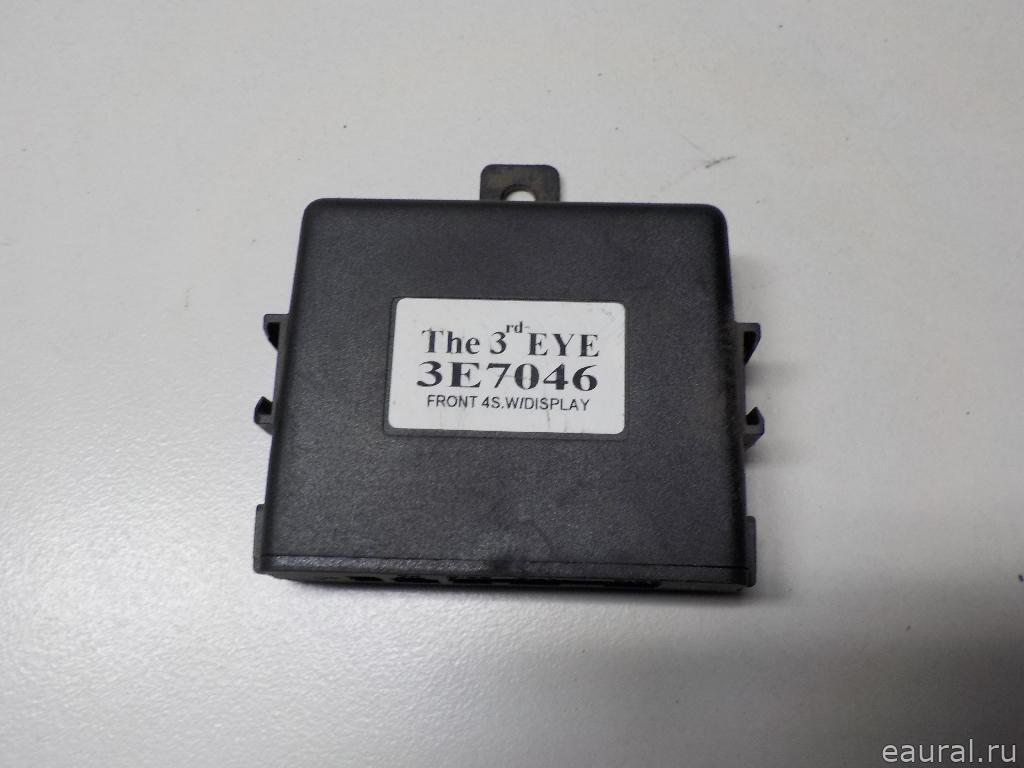 The 3rd EYE
3E7046
FRONT 4S.W/DISPLAY
eaural.ru